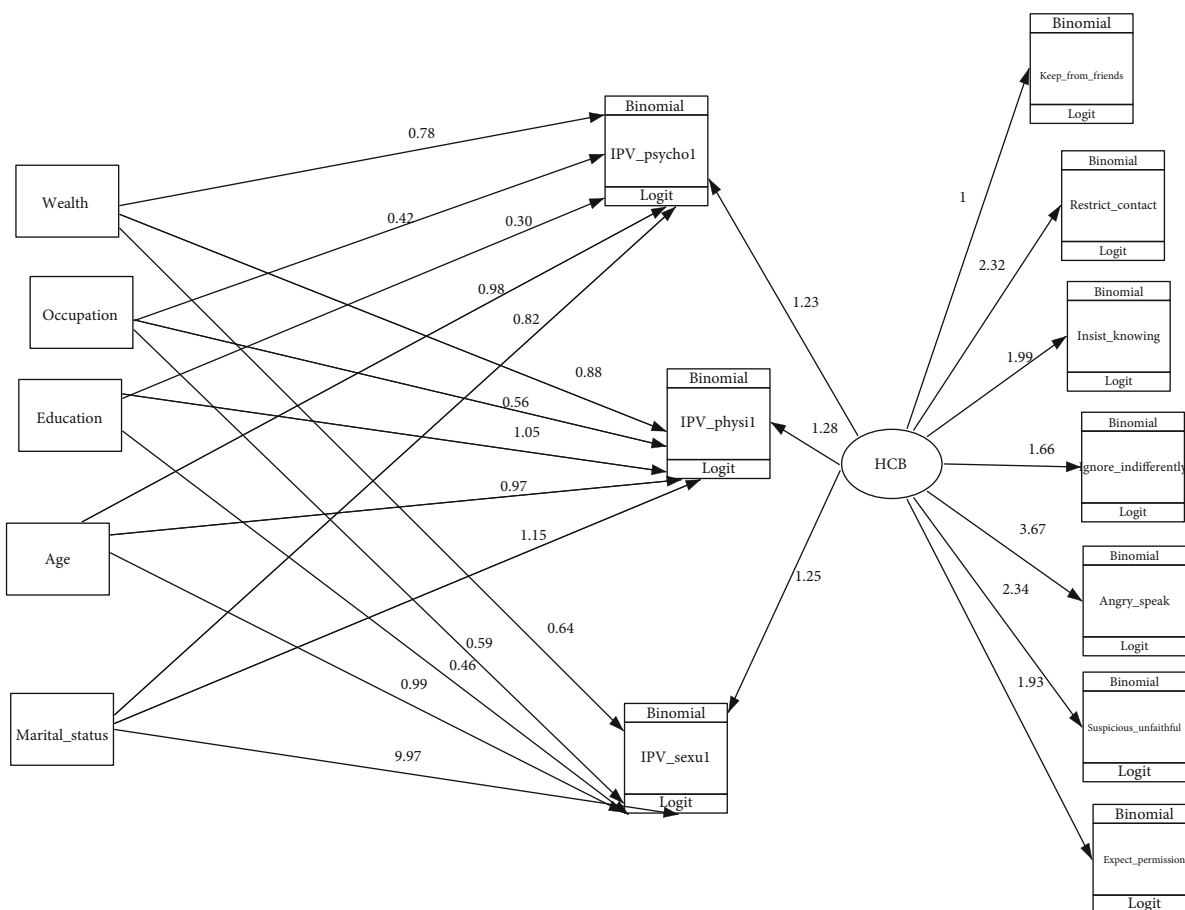 Wealth
Occupation
Education
Age
Marital_status
0.78
0.42
0.30
0.98
0.82
0.88
0.56
1.05
0.97
1.15
0.64
0.59
0.46
0.99
9.97
Binomial
IPV_psycho1
Logit
Binomial
IPV_physi1
Logit
Binomial
IPV_sexu1
Logit
1.23
1.28
1.25
HCB
1
2.32
1.99
1.66
3.67
2.34
1.93
Binomial
Keep_from_friends
Logit
Binomial
Restrict_contact
Logit
Binomial
Insist_knowing
Logit
Binomial
Ignore_indifferently
Logit
Binomial
Angry_speak
Logit
Binomial
Suspicious_unfaithful
Logit
Binomial
Expect_permission
Logit